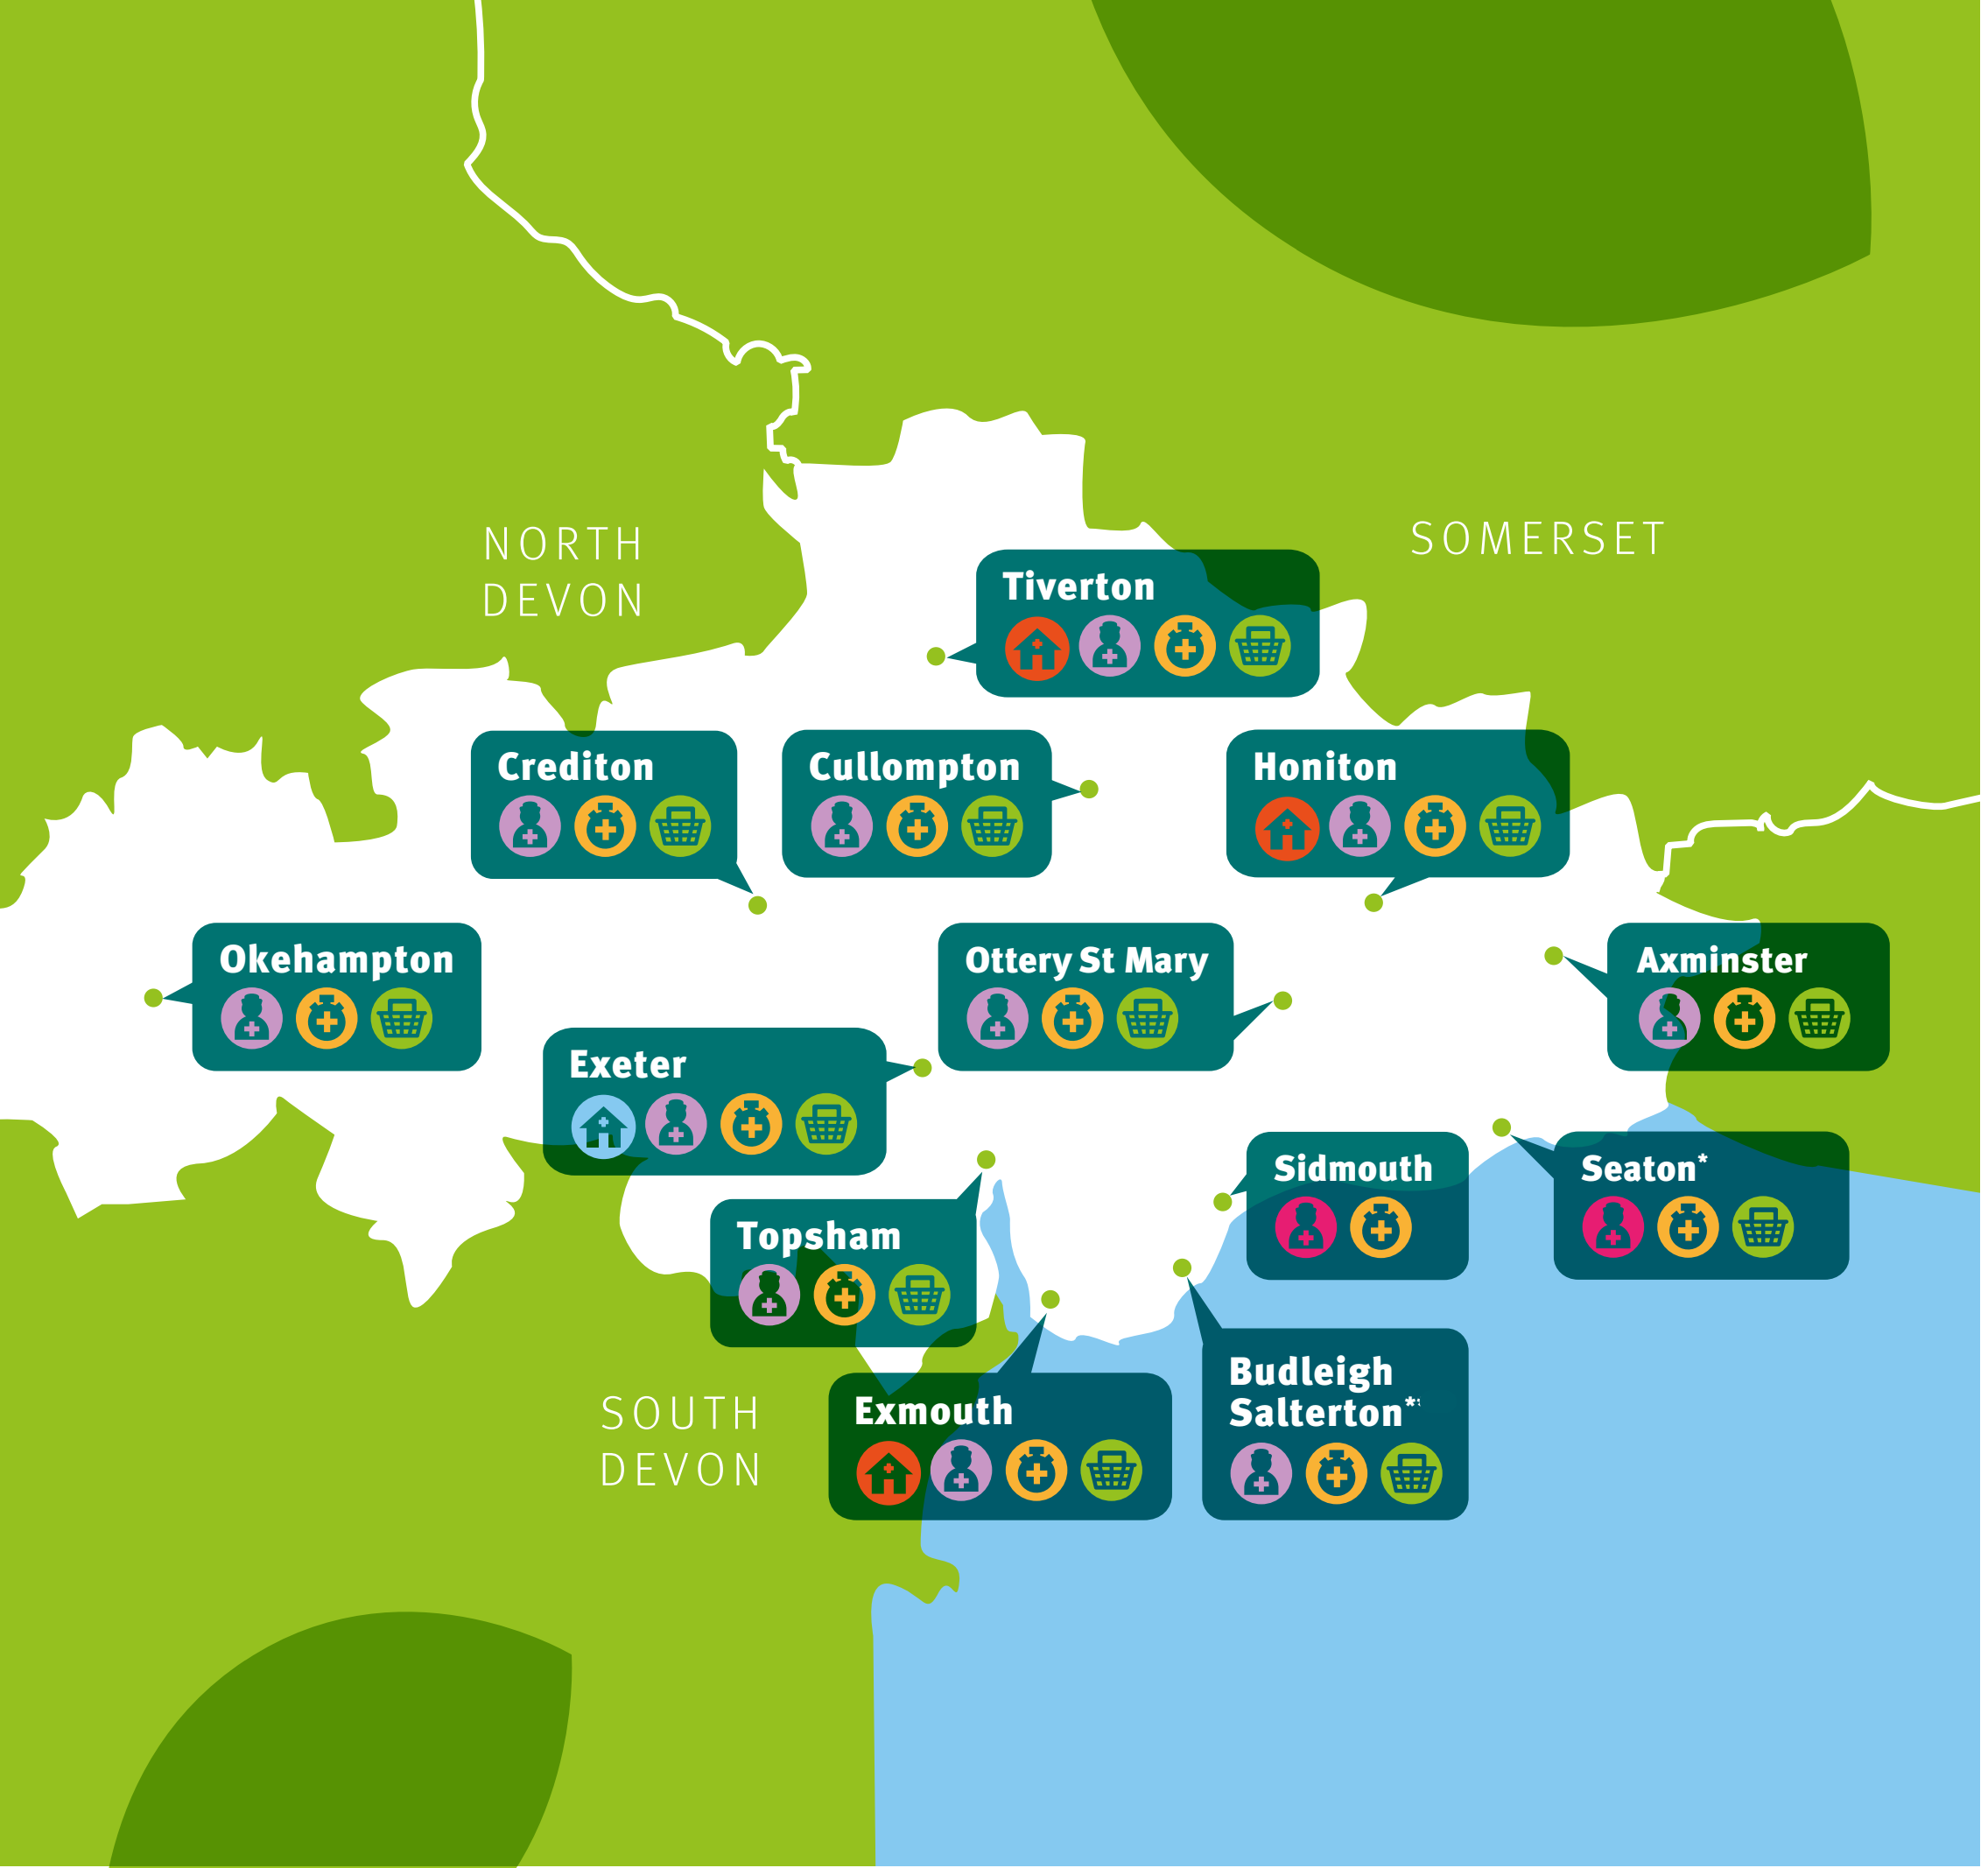 NORTH
DEVON
SOMERSET
Tiverton
Crediton
Cullompton
Honiton
Okehampton
Ottery St Mary
Axminster
Exeter
Sidmouth
Seaton*
Topsham
Budleigh
Salterton*¹
Exmouth
SOUTH
DEVON